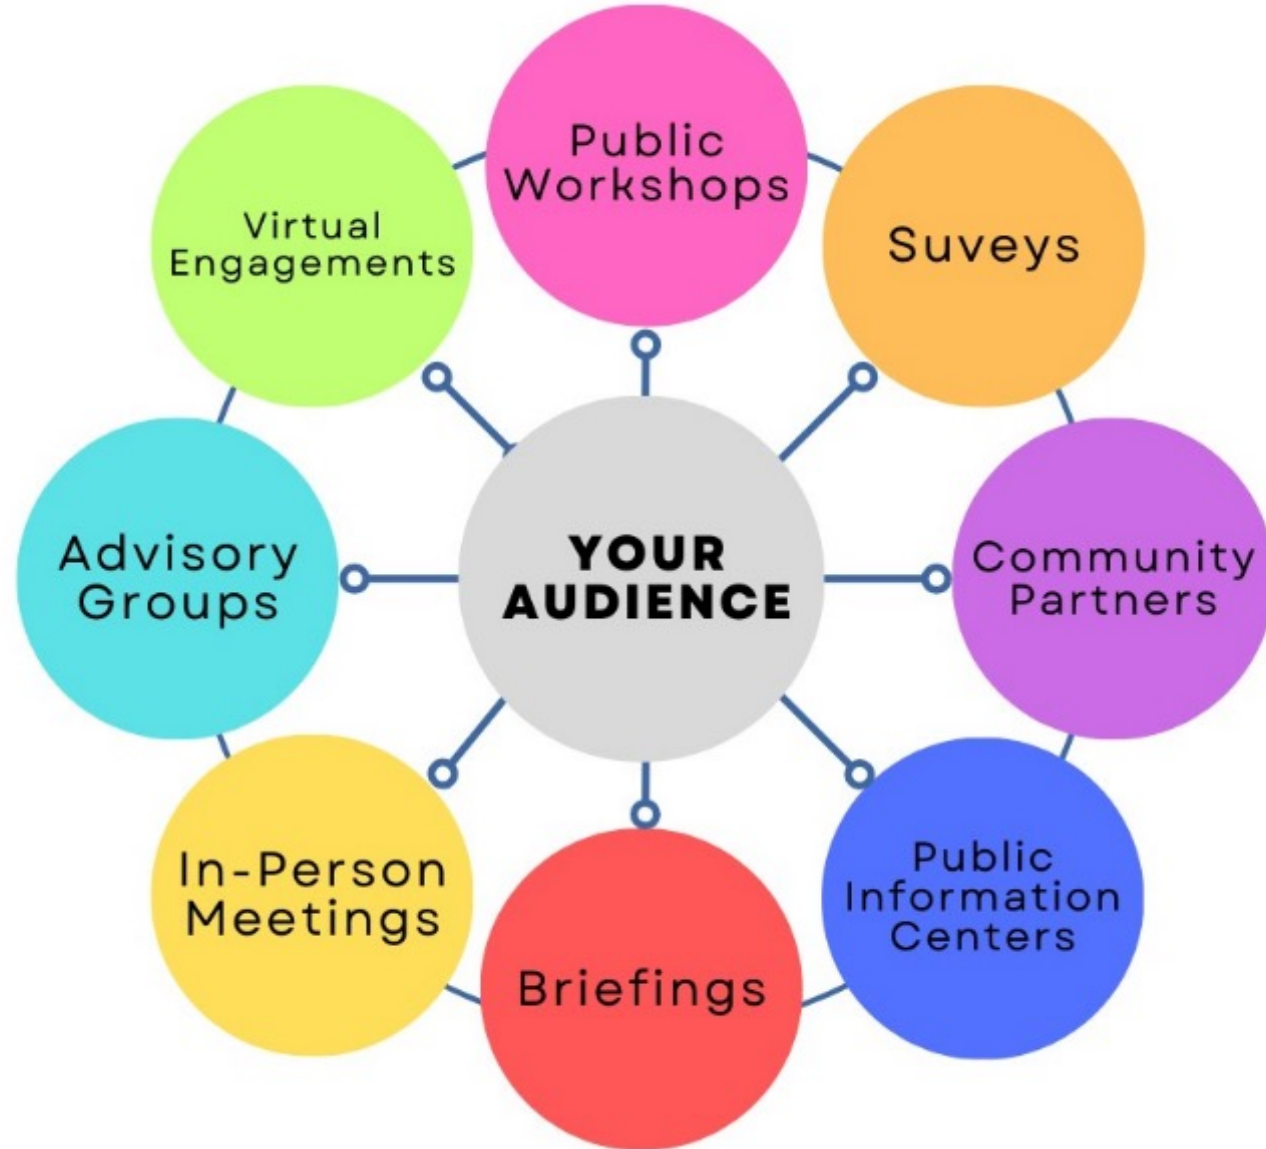 Public
Workshops
Virtual
Engagements
Suveys
YOUR
AUDIENCE
Advisory
Groups
Community
Partners
In-Person
Meetings
Public
Information
Centers
Briefings